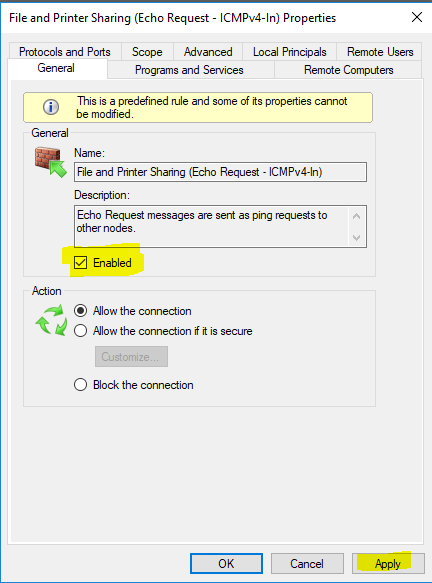 File and Printer Sharing (Echo Request - ICMPv4-In) Properties
Protocols and Ports
Scope
Advanced
Local Principals
Remote Users
General
Programs and Services
Remote Computers
This is a predefined rule and some of its properties cannot
be modified.
General
Name:
File and Printer Sharing (Echo Request - ICMPv4-In)
Description:
Echo Request messages are sent as ping requests to
other nodes.
Enabled
Action
Allow the connection
Allow the connection if it is secure
Customize...
Block the connection
OK
Cancel
Apply